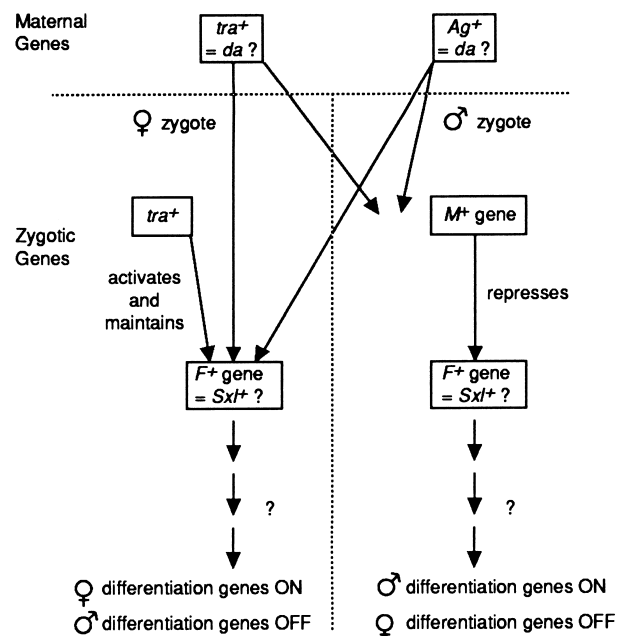 Maternal
Genes
tra+
= da ?
Ag+
= da ?
♀ zygote
♂ zygote
Zygotic
Genes
tra+
M+ gene
activates
and
maintains
represses
F+ gene
= Sxl+ ?
F+ gene
= Sxl+ ?
?
?
♀ differentiation genes ON
♂ differentiation genes OFF
♂ differentiation genes ON
♀ differentiation genes OFF